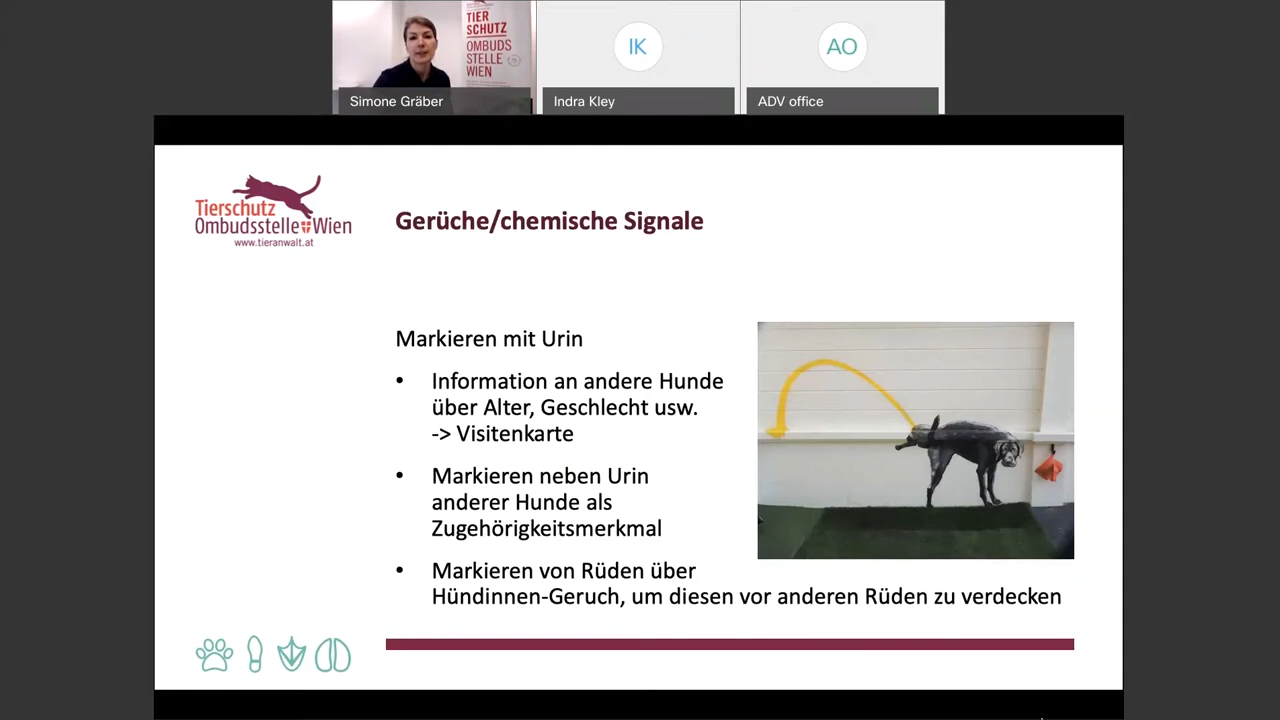 TIER
SCHUTZ
OMBUDS
STELLE
WIEN
Simone Gräber
IK
Indra Kley
AO
ADV office
Tierschutz
Ombudsstelle Wien
www.tieranwalt.at
Gerüche/chemische Signale
Markieren mit Urin
• Information an andere Hunde
über Alter, Geschlecht usw.
-> Visitenkarte
• Markieren neben Urin
anderer Hunde als
Zugehörigkeitsmerkmal
• Markieren von Rüden über
Hündinnen-Geruch, um diesen vor anderen Rüden zu verdecken